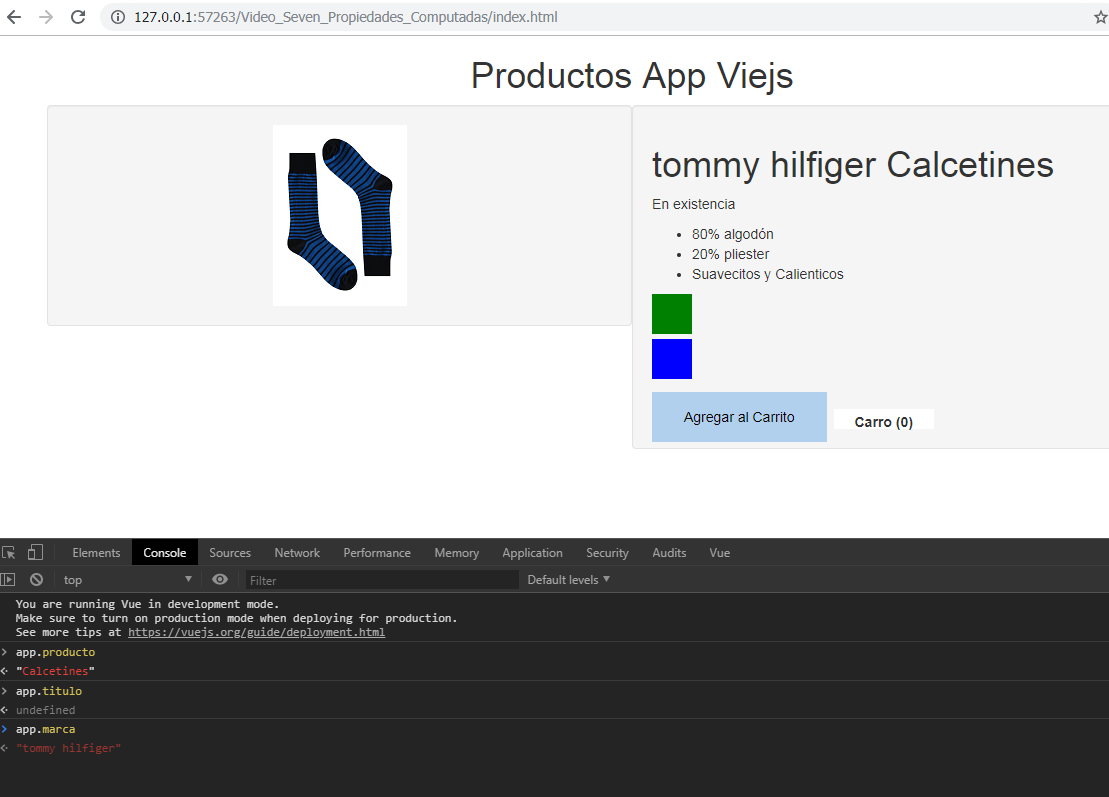 127.0.0.1:57263/Video_Seven_Propiedades_Computadas/index.html
Productos App Viejs
tommy hilfiger Calcetines
En existencia
• 80% algodón
• 20% pliester
• Suavecitos y Calienticos
Agregar al Carrito
Carro (0)
Elements Console Sources Network Performance Memory Application Security Audits Vue
top Filter Default levels
You are running Vue in development mode.
Make sure to turn on production mode when deploying for production.
See more tips at https://vuejs.org/guide/deployment.html
app.producto
"Calcetines"
app.titulo
undefined
app.marca
"tommy hilfiger"